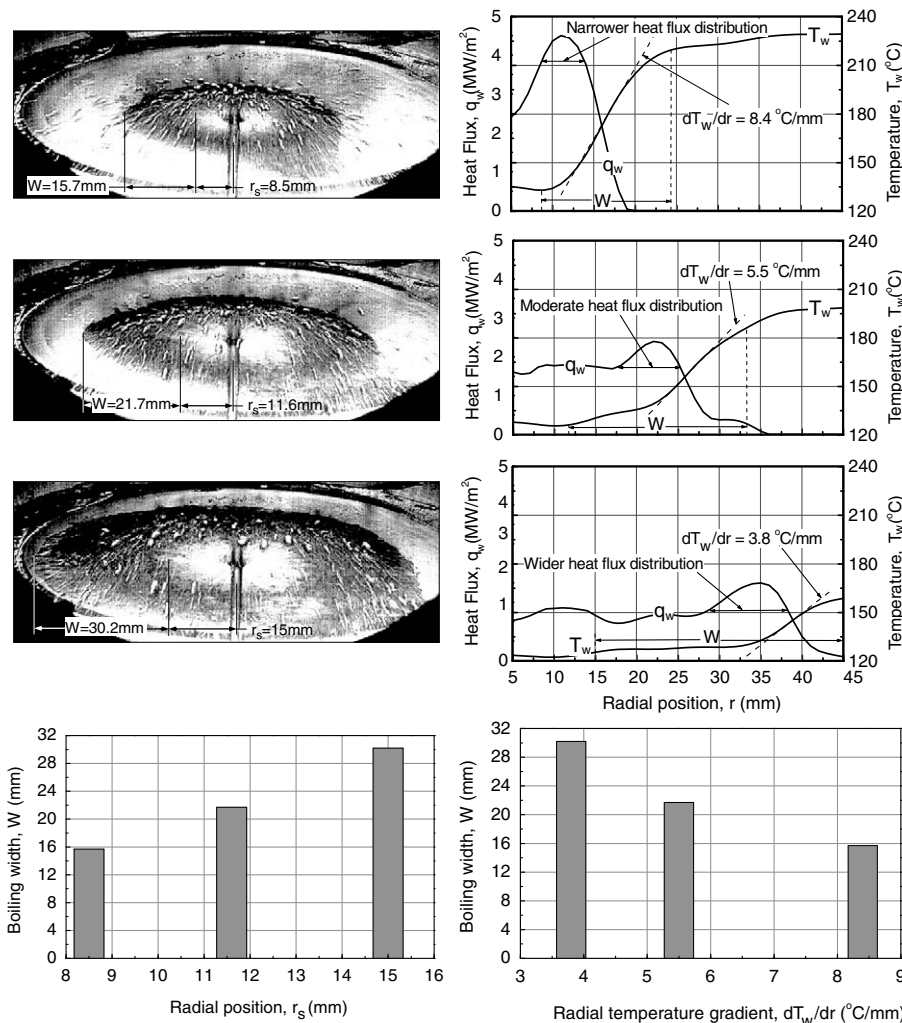 W=15.7mm
r_s=8.5mm
5
4
3
2
1
0
Heat Flux, q_w(MW/m²)
Narrower heat flux distribution
T_w
dT_w/dr = 8.4 °C/mm
q_w
W
240
210
180
150
120
Temperature, T_w(°C)
W=21.7mm
r_s=11.6mm
5
4
3
2
1
0
Heat Flux, q_w(MW/m²)
dT_w/dr = 5.5 °C/mm
Moderate heat flux distribution
T_w
q_w
W
240
210
180
150
120
Temperature, T_w(°C)
W=30.2mm
r_s=15mm
5
4
3
2
1
0
Heat Flux, q_w(MW/m²)
dT_w/dr = 3.8 °C/mm
Wider heat flux distribution
q_w
T_w
W
240
210
180
150
120
Temperature, T_w(°C)
5 10 15 20 25 30 35 40 45
Radial position, r (mm)
32
28
24
20
16
12
8
4
0
Boiling width, W (mm)
8 9 10 11 12 13 14 15 16
Radial position, r_s (mm)
32
28
24
20
16
12
8
4
0
Boiling width, W (mm)
3 4 5 6 7 8 9
Radial temperature gradient, dT_w/dr (°C/mm)